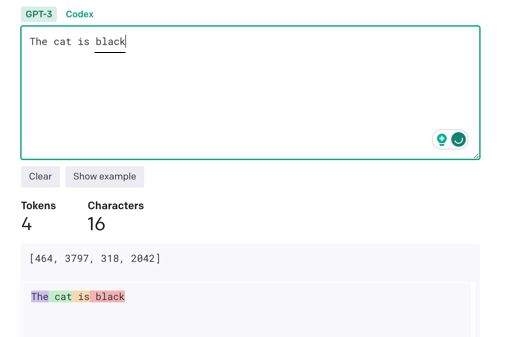 GPT-3 Codex
The cat is black
Clear Show example
Tokens Characters
4 16
[464, 3797, 318, 2042]
The cat is black